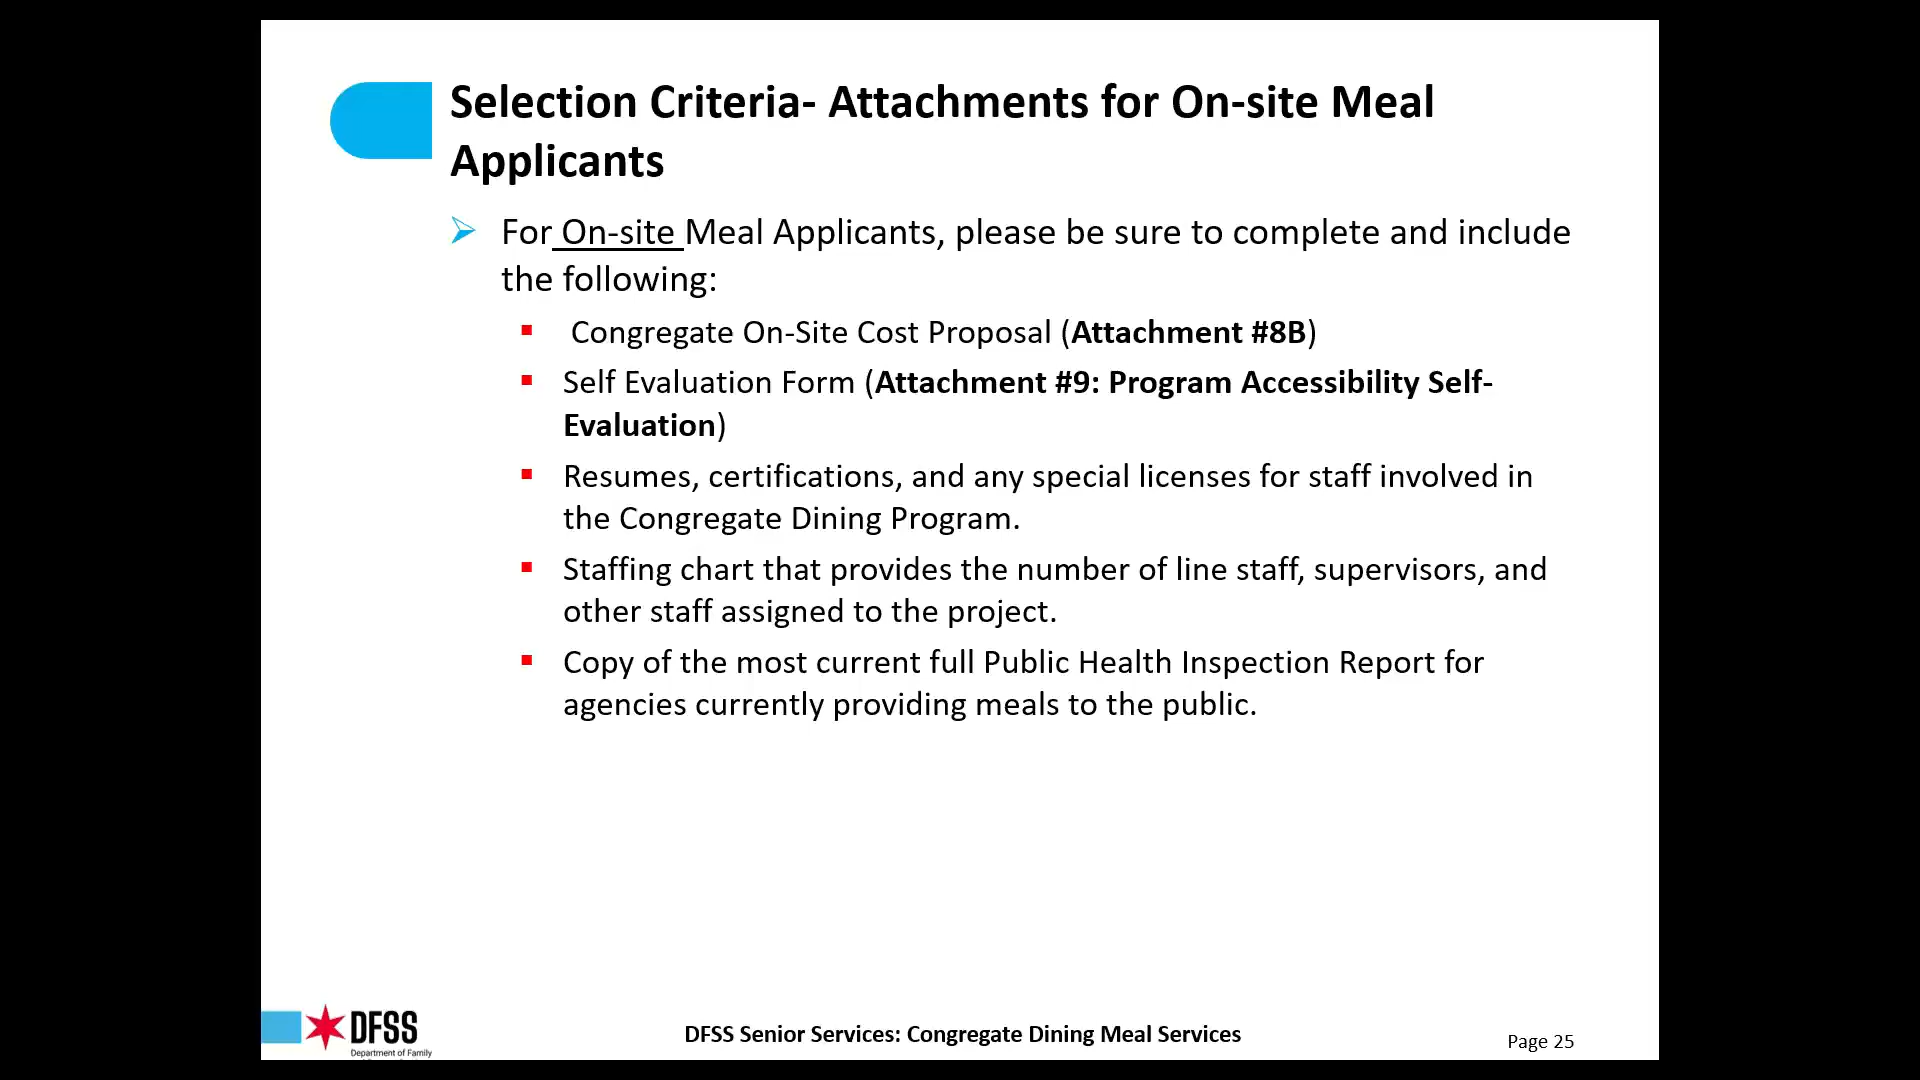 Selection Criteria- Attachments for On-site Meal
Applicants
For On-site Meal Applicants, please be sure to complete and include
the following:
Congregate On-Site Cost Proposal (Attachment #8B)
Self Evaluation Form (Attachment #9: Program Accessibility Self-
Evaluation)
Resumes, certifications, and any special licenses for staff involved in
the Congregate Dining Program.
Staffing chart that provides the number of line staff, supervisors, and
other staff assigned to the project.
Copy of the most current full Public Health Inspection Report for
agencies currently providing meals to the public.
DFSS
Department of Family
DFSS Senior Services: Congregate Dining Meal Services
Page 25